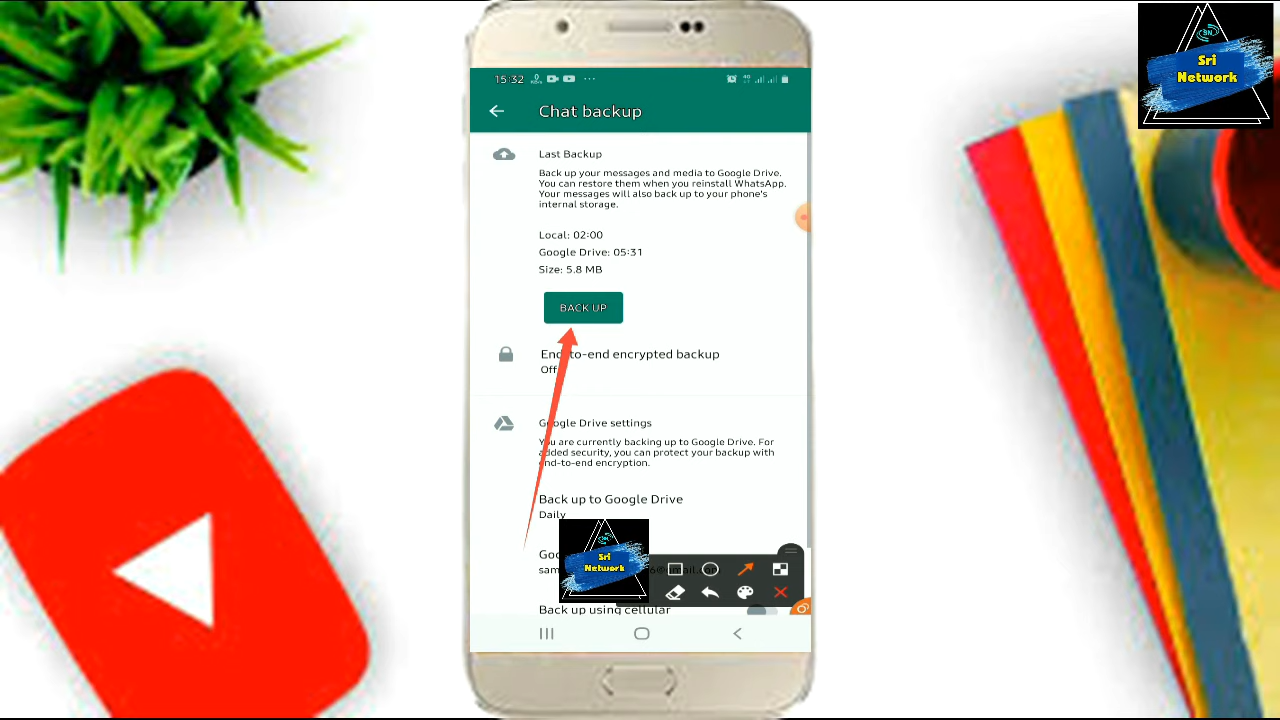 Sri
Network
15:32
4G
Chat backup
Last Backup
Back up your messages and media to Google Drive.
You can restore them when you reinstall WhatsApp.
Your messages will also back up to your phone's
internal storage.
Local: 02:00
Google Drive: 05:31
Size: 5.8 MB
BACK UP
End-to-end encrypted backup
Off
Google Drive settings
You are currently backing up to Google Drive. For
added security, you can protect your backup with
end-to-end encryption.
Back up to Google Drive
Daily
Sri
Network
Back up using cellular